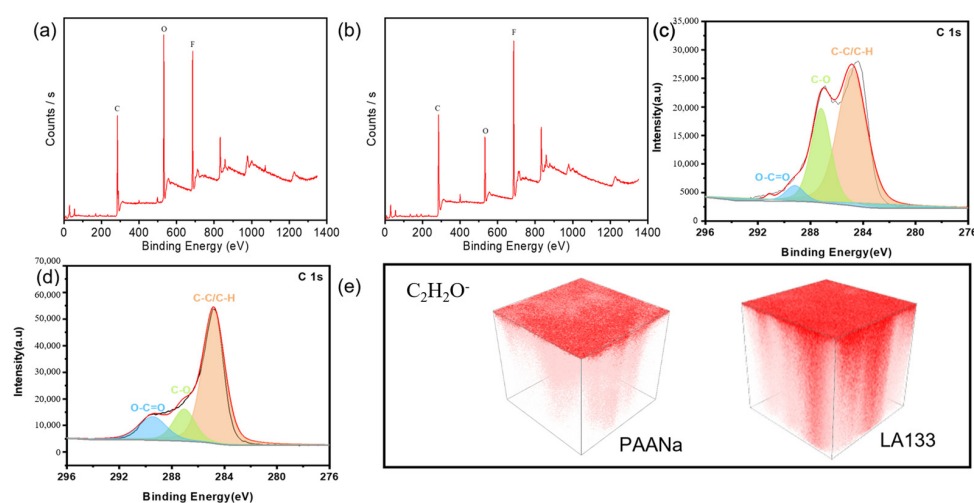 (a)
Counts / s
C
O
F
0 200 400 600 800 1000 1200 1400
Binding Energy (eV)
(b)
Counts / s
C
O
F
0 200 400 600 800 1000 1200 1400
Binding Energy (eV)
(c)
C 1s
C-C/C-H
C-O
O-C=O
Intensity(a.u)
35,000
30,000
25,000
20,000
15,000
10,000
5000
0
296 292 288 284 280 276
Binding Energy(eV)
(d)
C 1s
C-C/C-H
C-O
O-C=O
Intensity(a.u)
70,000
60,000
50,000
40,000
30,000
20,000
10,000
0
296 292 288 284 280 276
Binding Energy(eV)
(e)
C₂H₂O⁻
PAANa
LA133